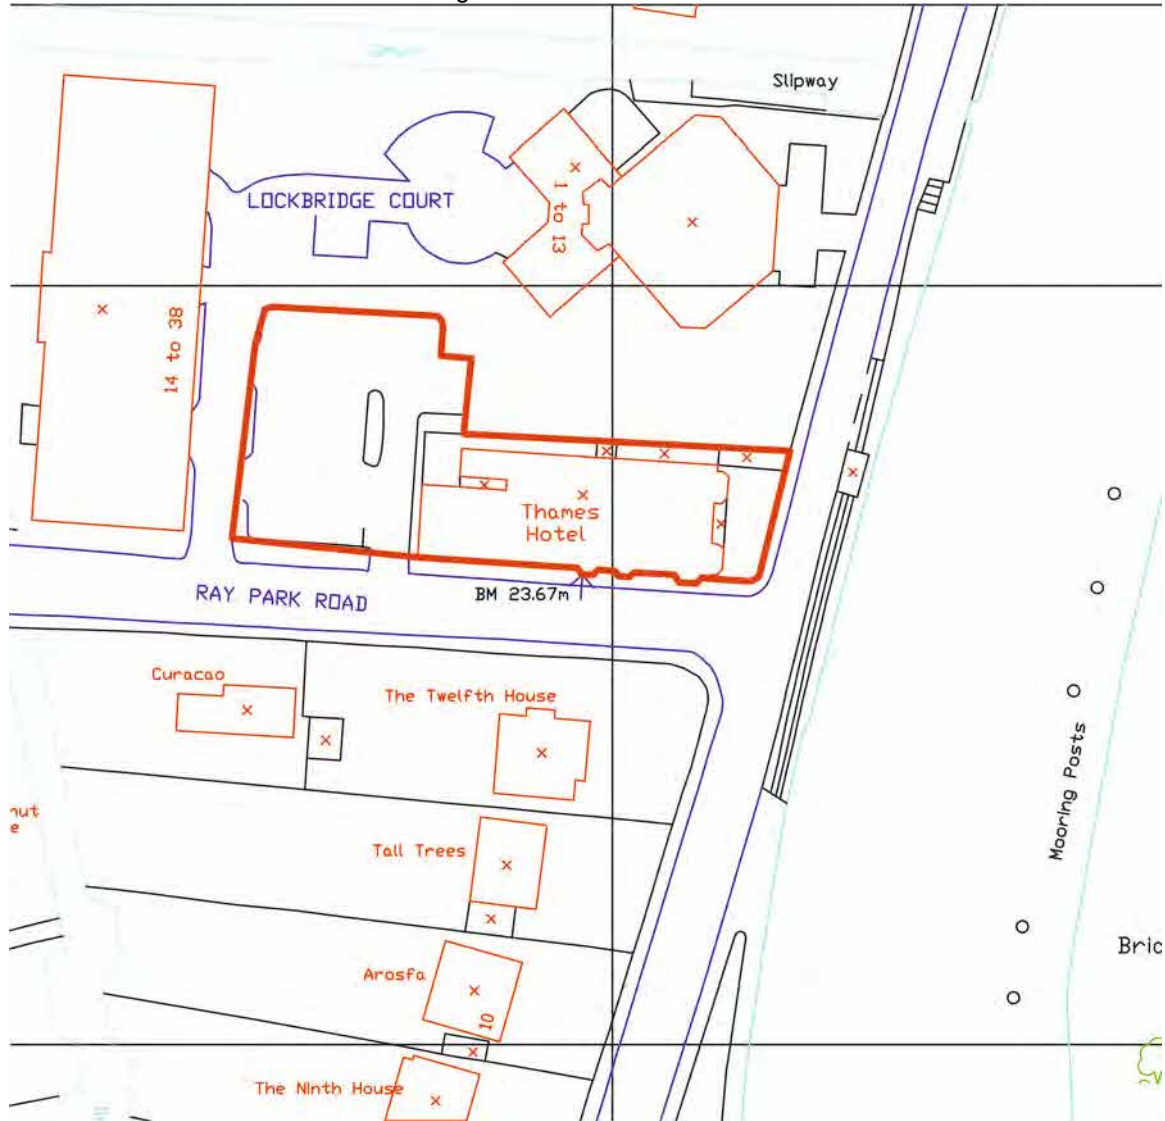 Slipway
LOCKBRIDGE COURT
1 to 13
14 to 38
Thames
Hotel
RAY PARK ROAD
BM 23.67m
Curacao
The Twelfth House
Mooring Posts
Tall Trees
Arosfa
10
The Ninth House